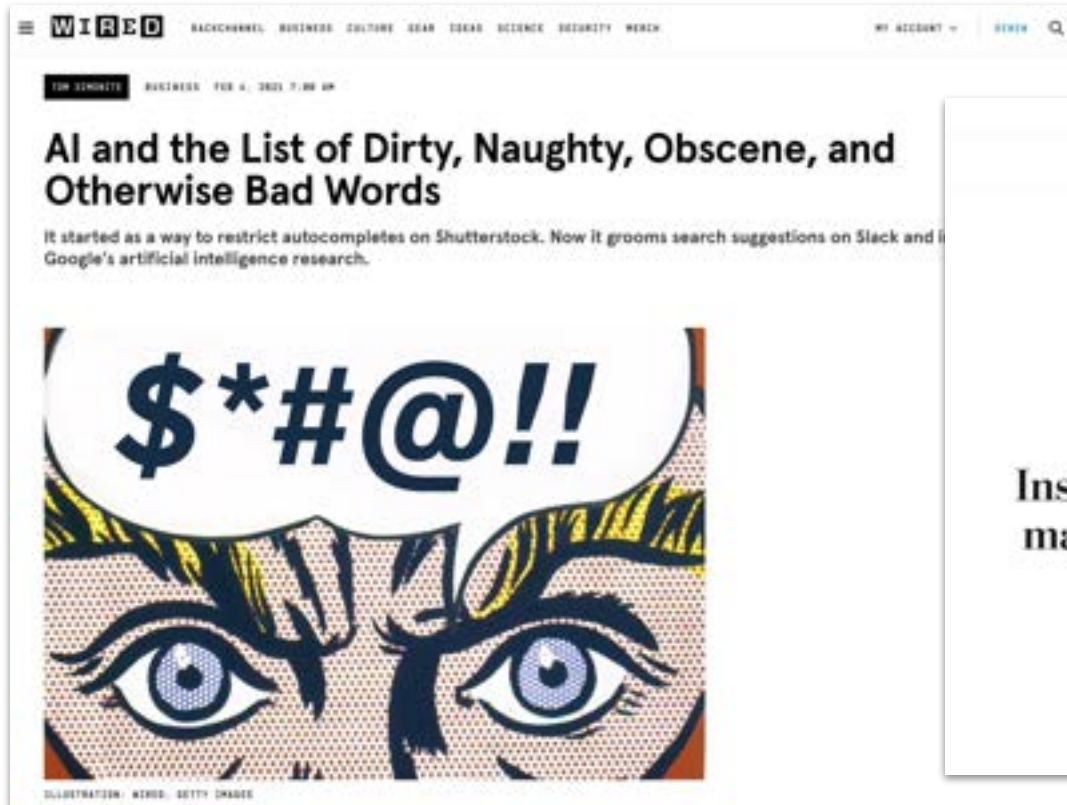 WIRED
BACKCHANNEL BUSINESS CULTURE GEAR IDEAS SCIENCE SECURITY MERCH
MY ACCOUNT
TOM SIMONITE BUSINESS FEB 4, 2021 7:00 AM
AI and the List of Dirty, Naughty, Obscene, and
Otherwise Bad Words
It started as a way to restrict autocompletes on Shutterstock. Now it grooms search suggestions on Slack and
Google's artificial intelligence research.
$*#@!!
Ins
ma
ILLUSTRATION: WIRED; GETTY IMAGES